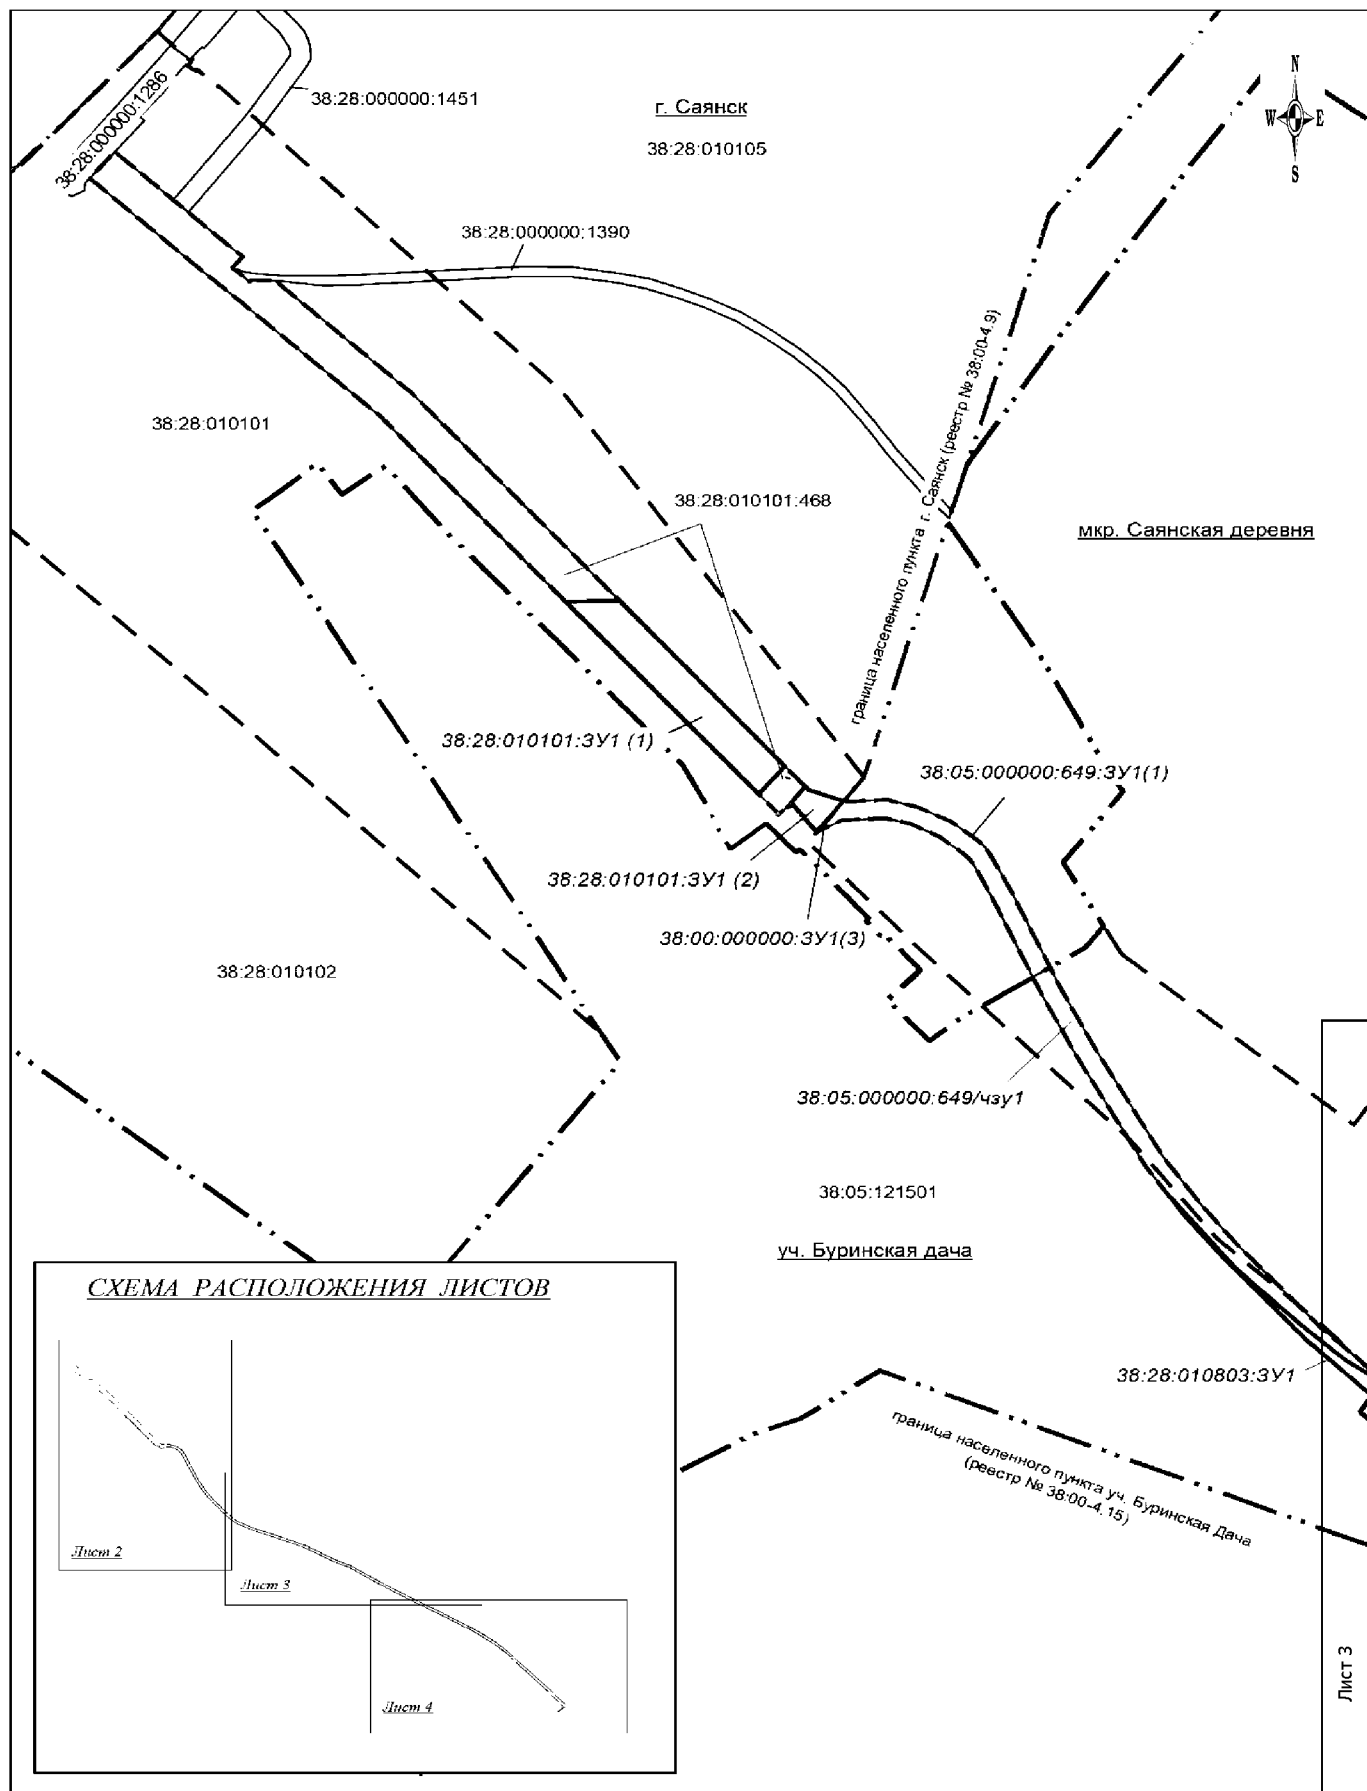 38:28:000000:1286
38:28:000000:1451
г. Саянск
38:28:010105
N
W E
S
38:28:000000:1390
граница населенного пункта г. Саянск (реестр № 38:00-4.9)
38:28:010101
38:28:010101:468
мкр. Саянская деревня
38:28:010101:ЗУ1 (1)
38:05:000000:649:ЗУ1(1)
38:28:010101:ЗУ1 (2)
38:00:000000:ЗУ1(3)
38:28:010102
38:05:000000:649/чзу1
38:05:121501
уч. Буринская дача
38:28:010803:ЗУ1
граница населенного пункта уч. Буринская Дача
(реестр № 38:00-4.15)
СХЕМА РАСПОЛОЖЕНИЯ ЛИСТОВ
Лист 2
Лист 3
Лист 4
Лист 3